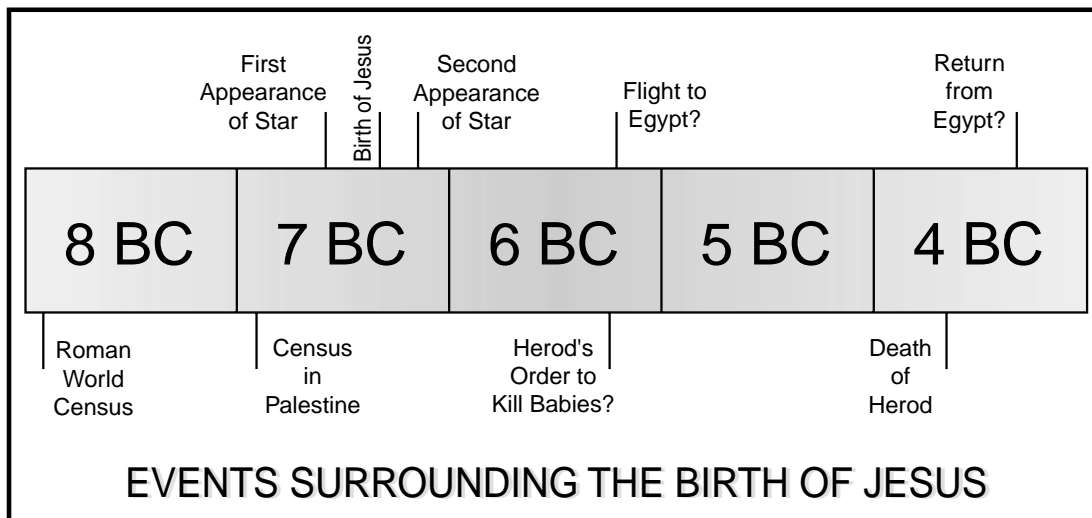 First
Appearance
of Star
Birth of Jesus
Second
Appearance
of Star
Flight to
Egypt?
Return
from
Egypt?
8 BC
7 BC
6 BC
5 BC
4 BC
Roman
World
Census
Census
in
Palestine
Herod's
Order to
Kill Babies?
Death
of
Herod
EVENTS SURROUNDING THE BIRTH OF JESUS